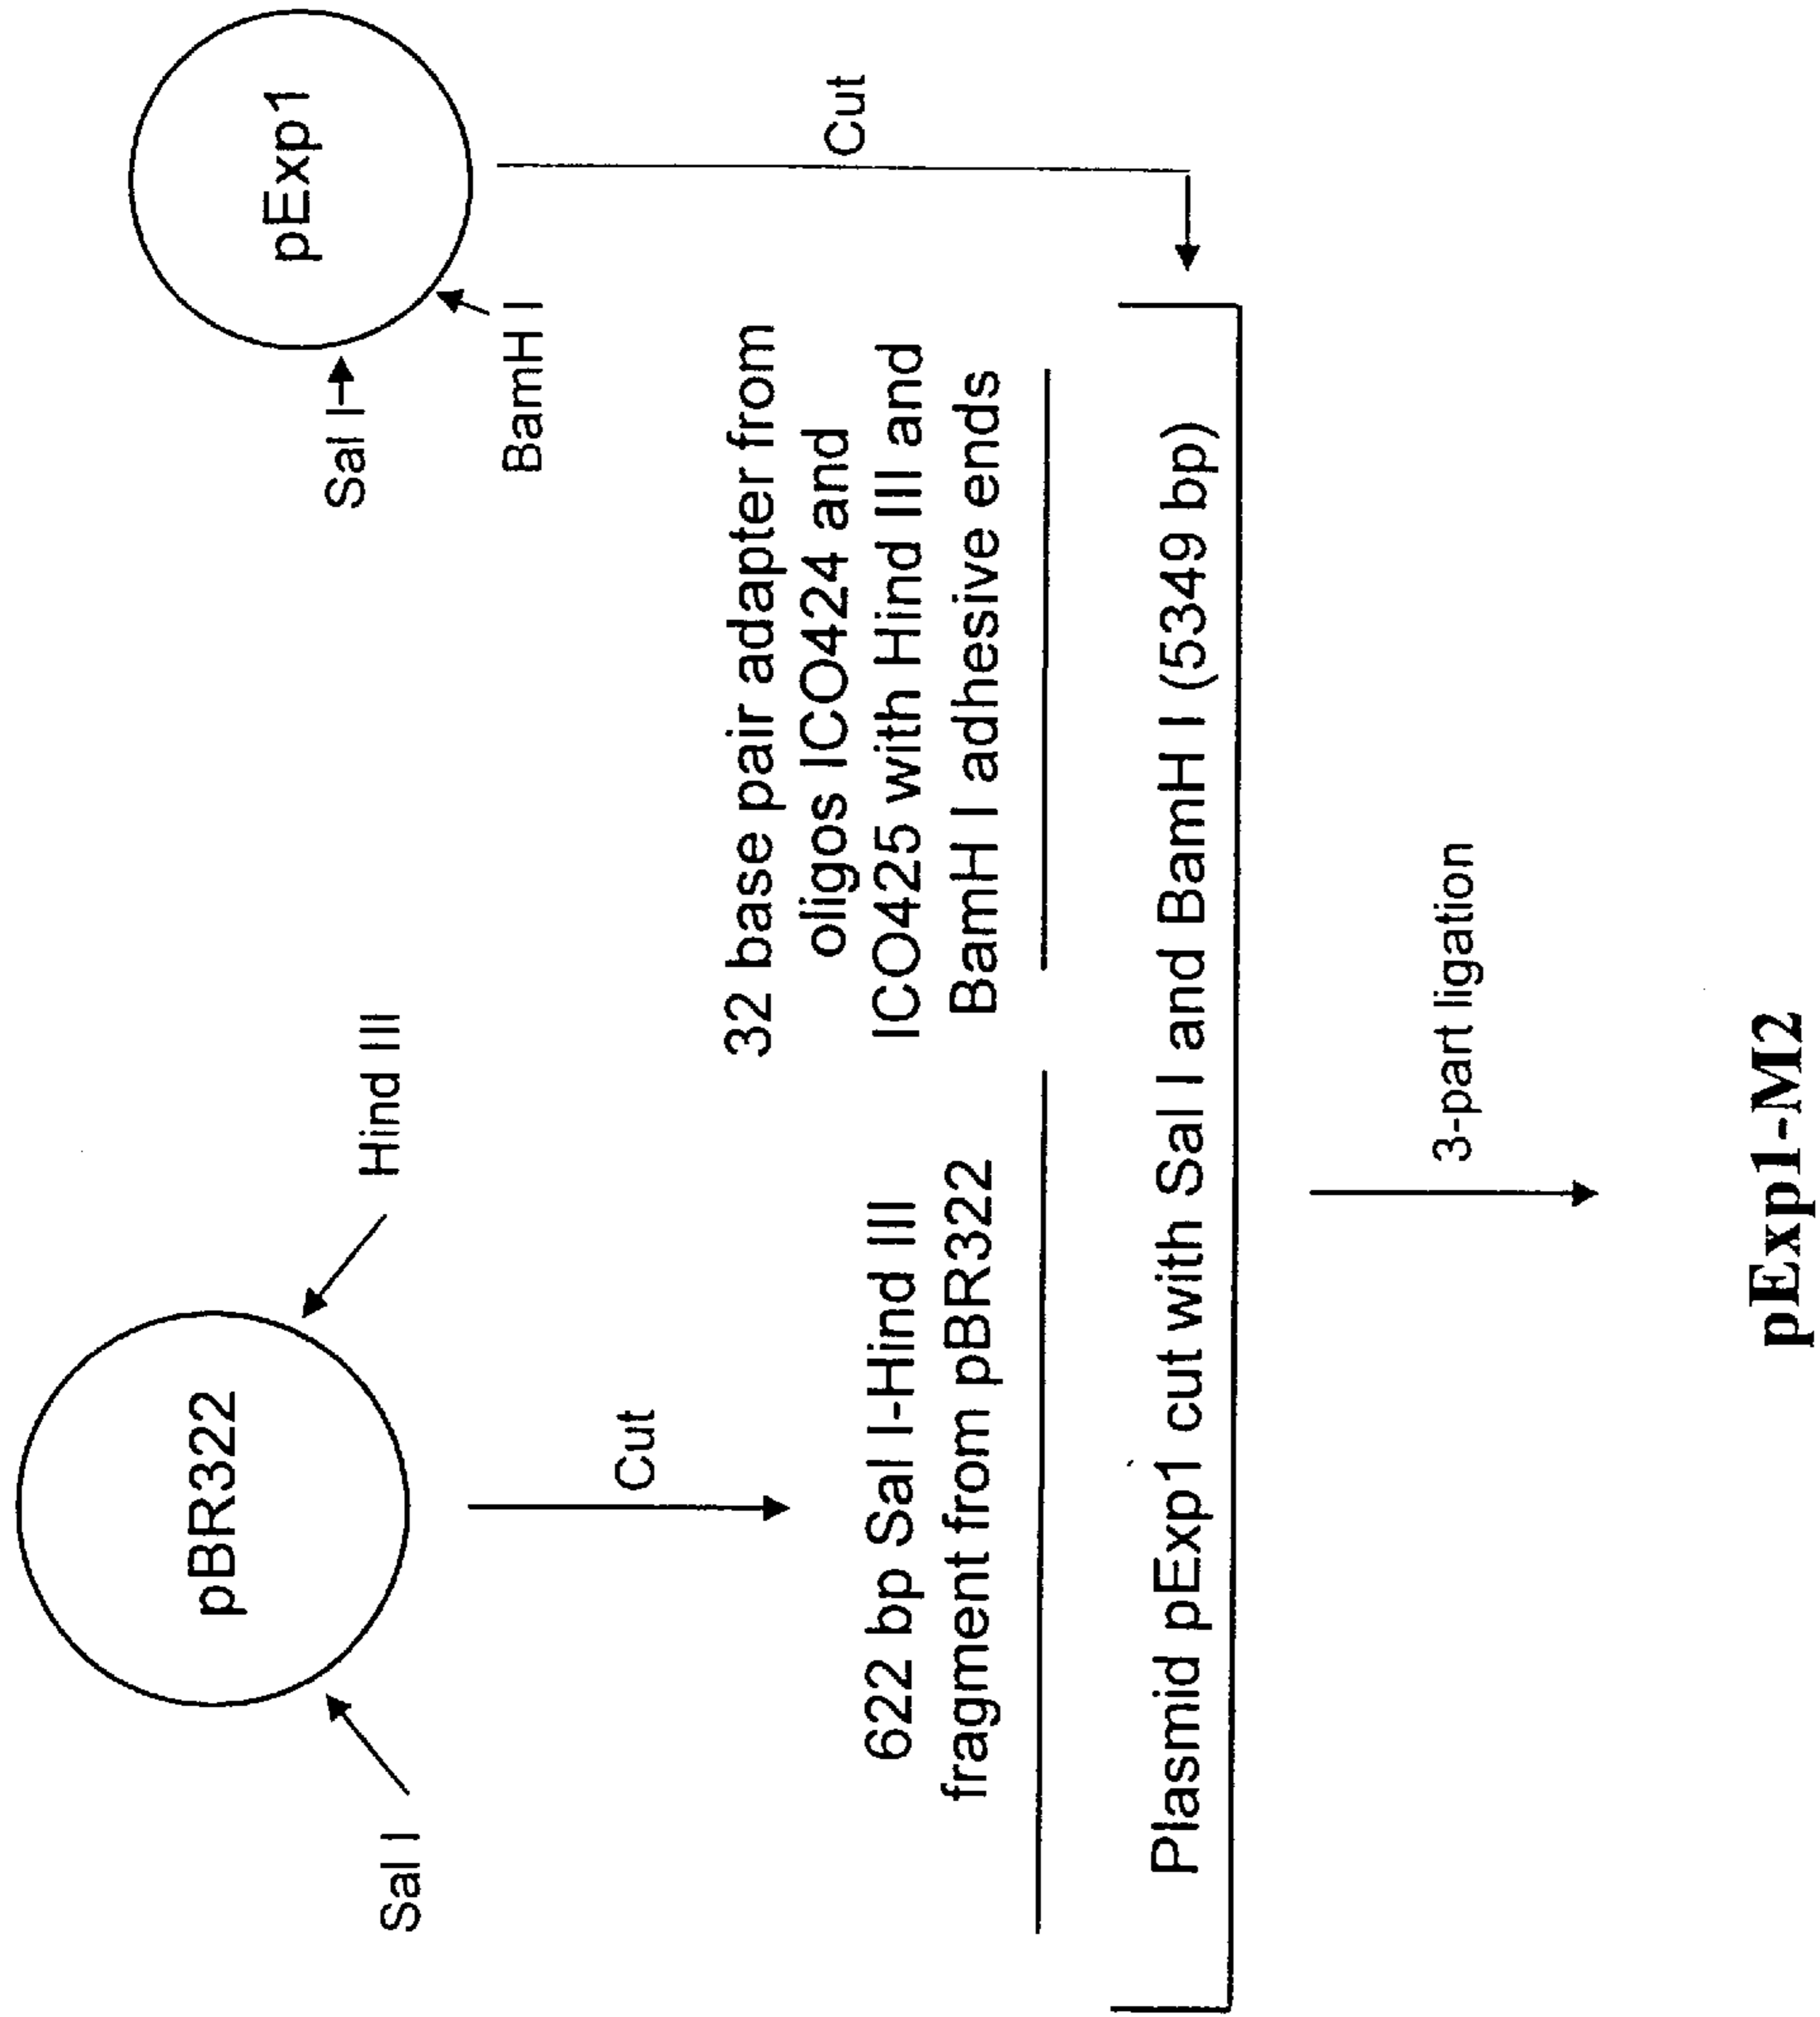 pBR322
Sal I
Hind III
Cut
pExp1
Sal I
BamH I
Cut
622 bp Sal I-Hind III
fragment from pBR322
32 base pair adapter from
oligos ICO424 and
ICO425 with Hind III and
BamH I adhesive ends
Plasmid pExp1 cut with Sal I and BamH I (5349 bp)
3-part ligation
pExp1-M2